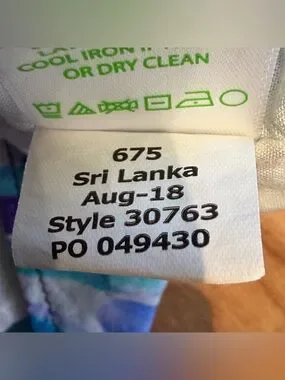 COOL IRON
OR DRY CLEAN
675
Sri Lanka
Aug-18
Style 30763
PO 049430